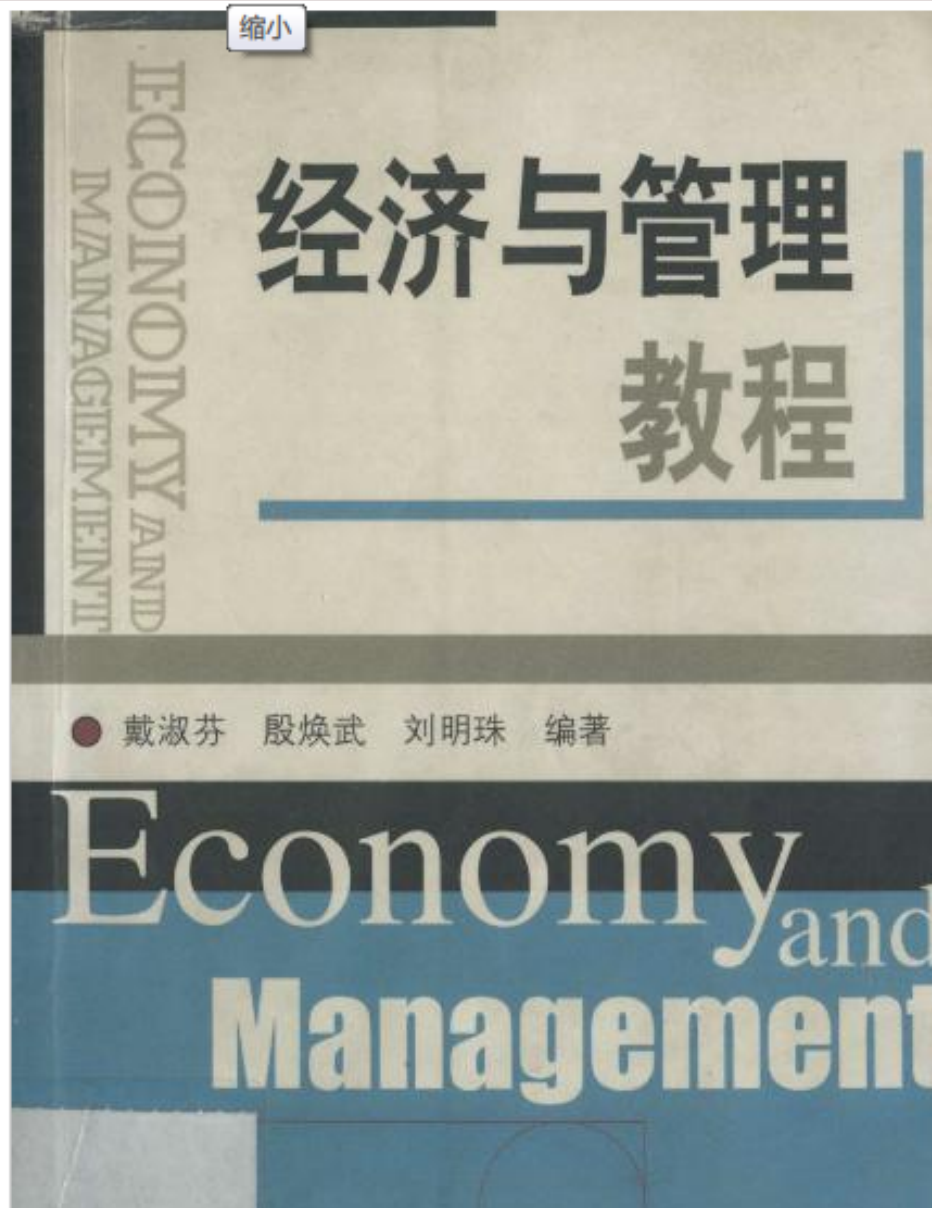 缩小
ECONOMY AND
MANAGEMENT
经济与管理
教程
戴淑芬 殷焕武 刘明珠 编著
Economy
and
Management